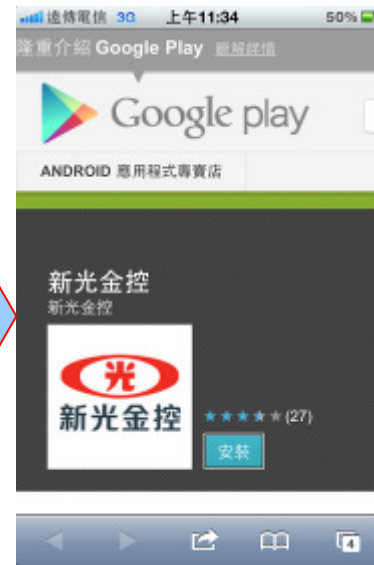 遠傳電信 3G 上午11:34 50%
隆重介紹 Google Play 瞭解詳情
Google play
ANDROID 應用程式專賣店
新光金控
新光金控
光
新光金控
(27)
安裝
4